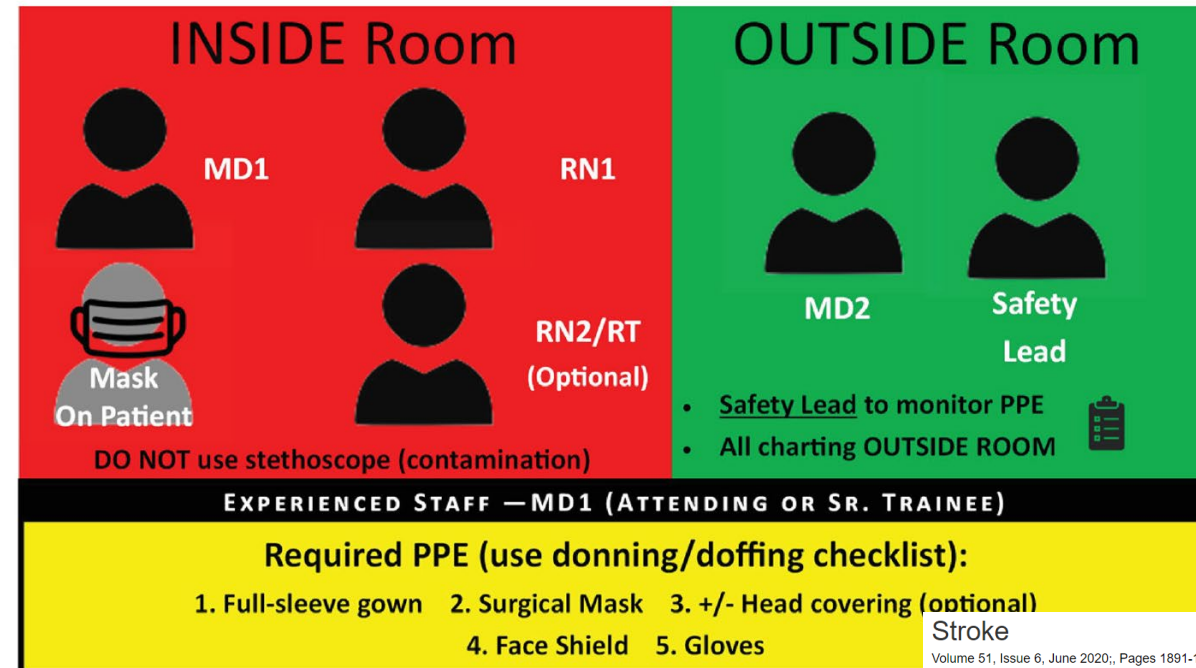 INSIDE Room
MD1
RN1
Mask
On Patient
RN2/RT
(Optional)
DO NOT use stethoscope (contamination)
OUTSIDE Room
MD2
Safety
Lead
• Safety Lead to monitor PPE
• All charting OUTSIDE ROOM
EXPERIENCED STAFF —MD1 (ATTENDING OR SR. TRAINEE)
Required PPE (use donning/doffing checklist):
1. Full-sleeve gown 2. Surgical Mask 3. +/- Head covering (optional)
4. Face Shield 5. Gloves
Stroke
Volume 51, Issue 6, June 2020;, Pages 1891-